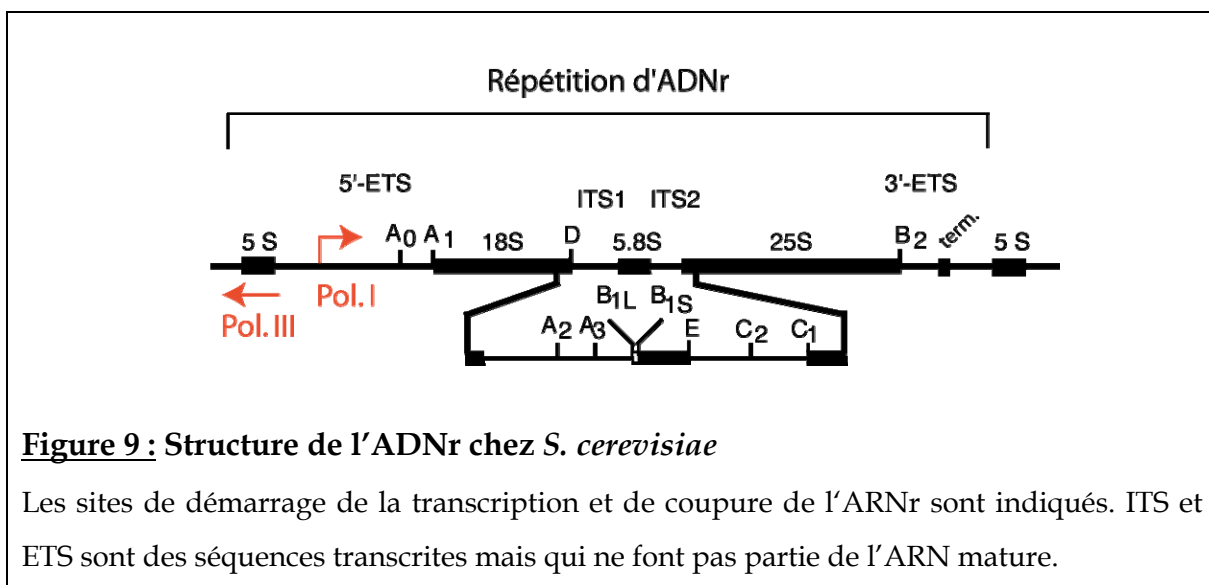 Répétition d'ADNr
5'-ETS
ITS1
ITS2
3'-ETS
5 S
A0
A1
18S
D
5.8S
25S
B2
term.
5 S
Pol. I
Pol. III
A2
A3
B1L
B1S
E
C2
C1
Figure 9 : Structure de l’ADNr chez S. cerevisiae
Les sites de démarrage de la transcription et de coupure de l’ARNr sont indiqués. ITS et
ETS sont des séquences transcrites mais qui ne font pas partie de l’ARN mature.